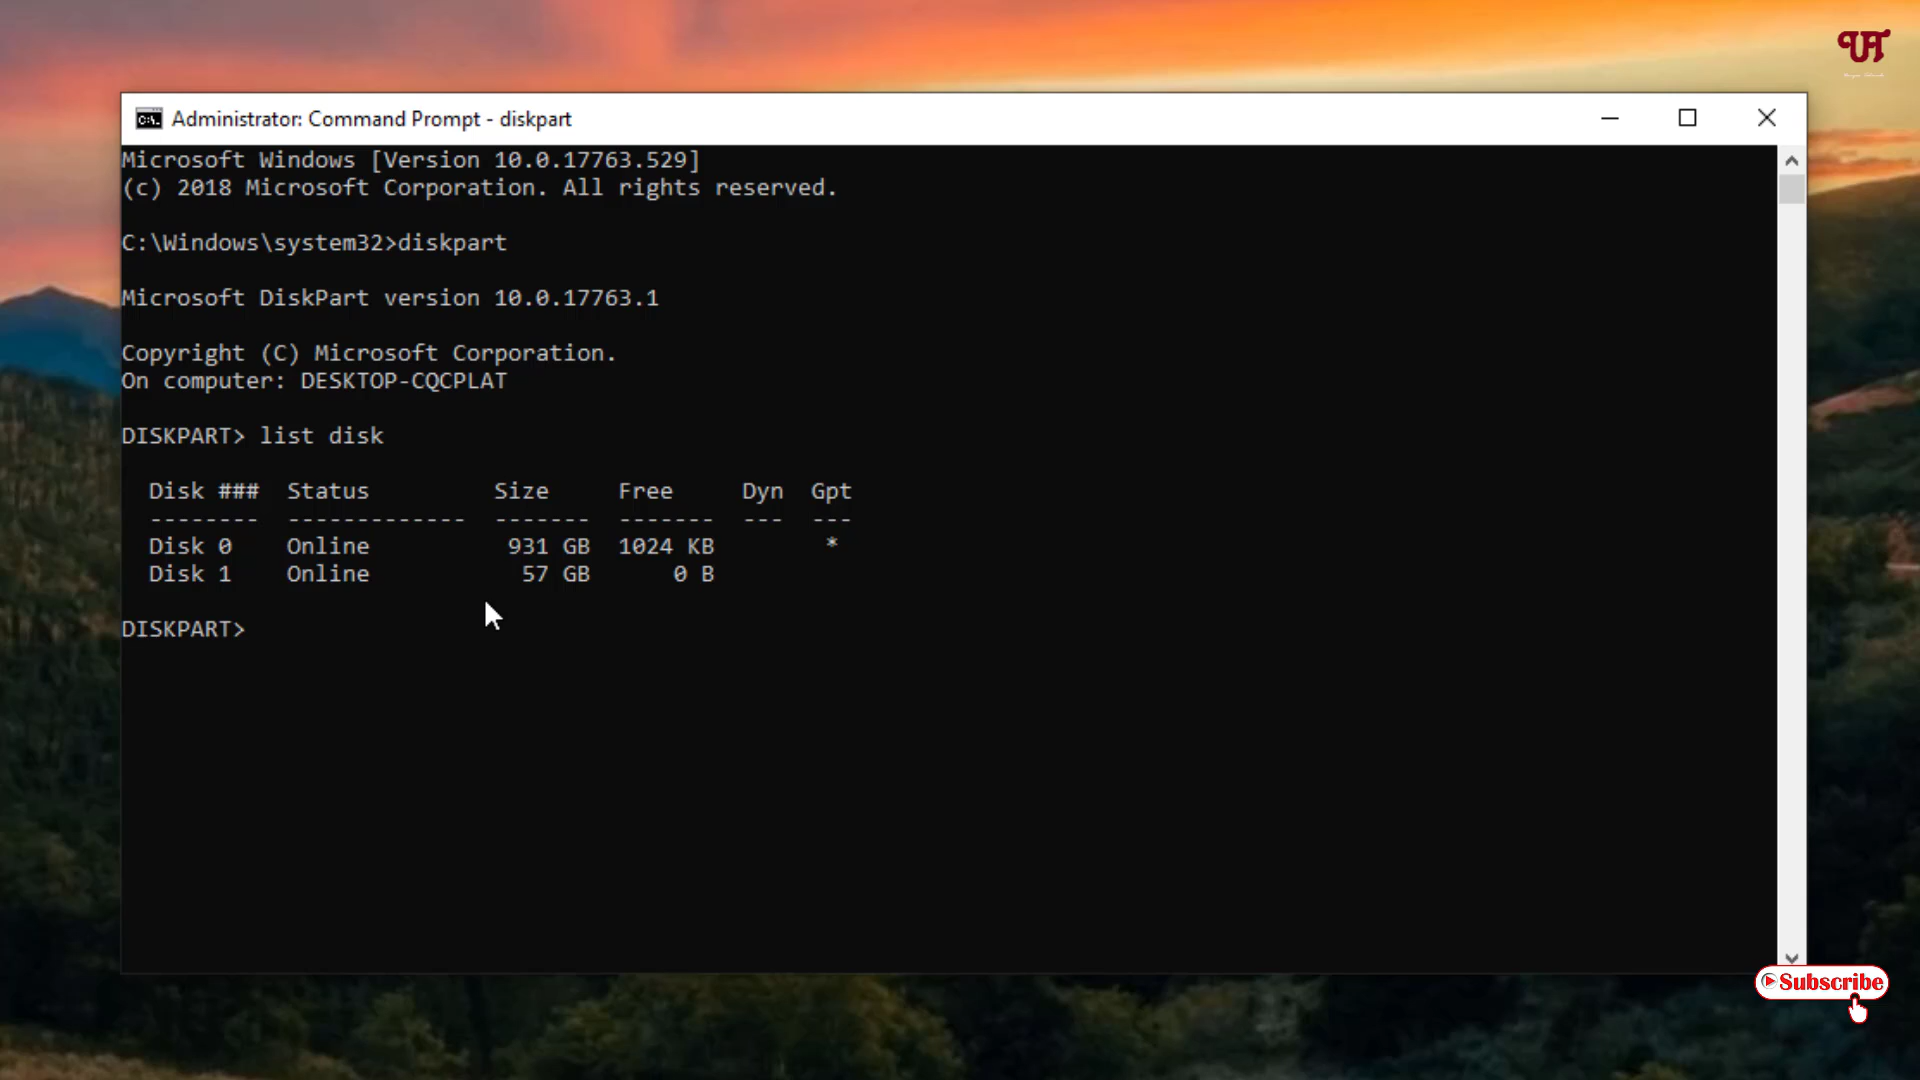 UT
Administrator: Command Prompt - diskpart
Microsoft Windows [Version 10.0.17763.529]
(c) 2018 Microsoft Corporation. All rights reserved.
C:\Windows\system32>diskpart
Microsoft DiskPart version 10.0.17763.1
Copyright (C) Microsoft Corporation.
On computer: DESKTOP-CQCPLAT
DISKPART> list disk
Disk ### Status Size Free Dyn Gpt
-------- ------------- ------- ------- --- ---
Disk 0 Online 931 GB 1024 KB *
Disk 1 Online 57 GB 0 B
DISKPART>
Subscribe